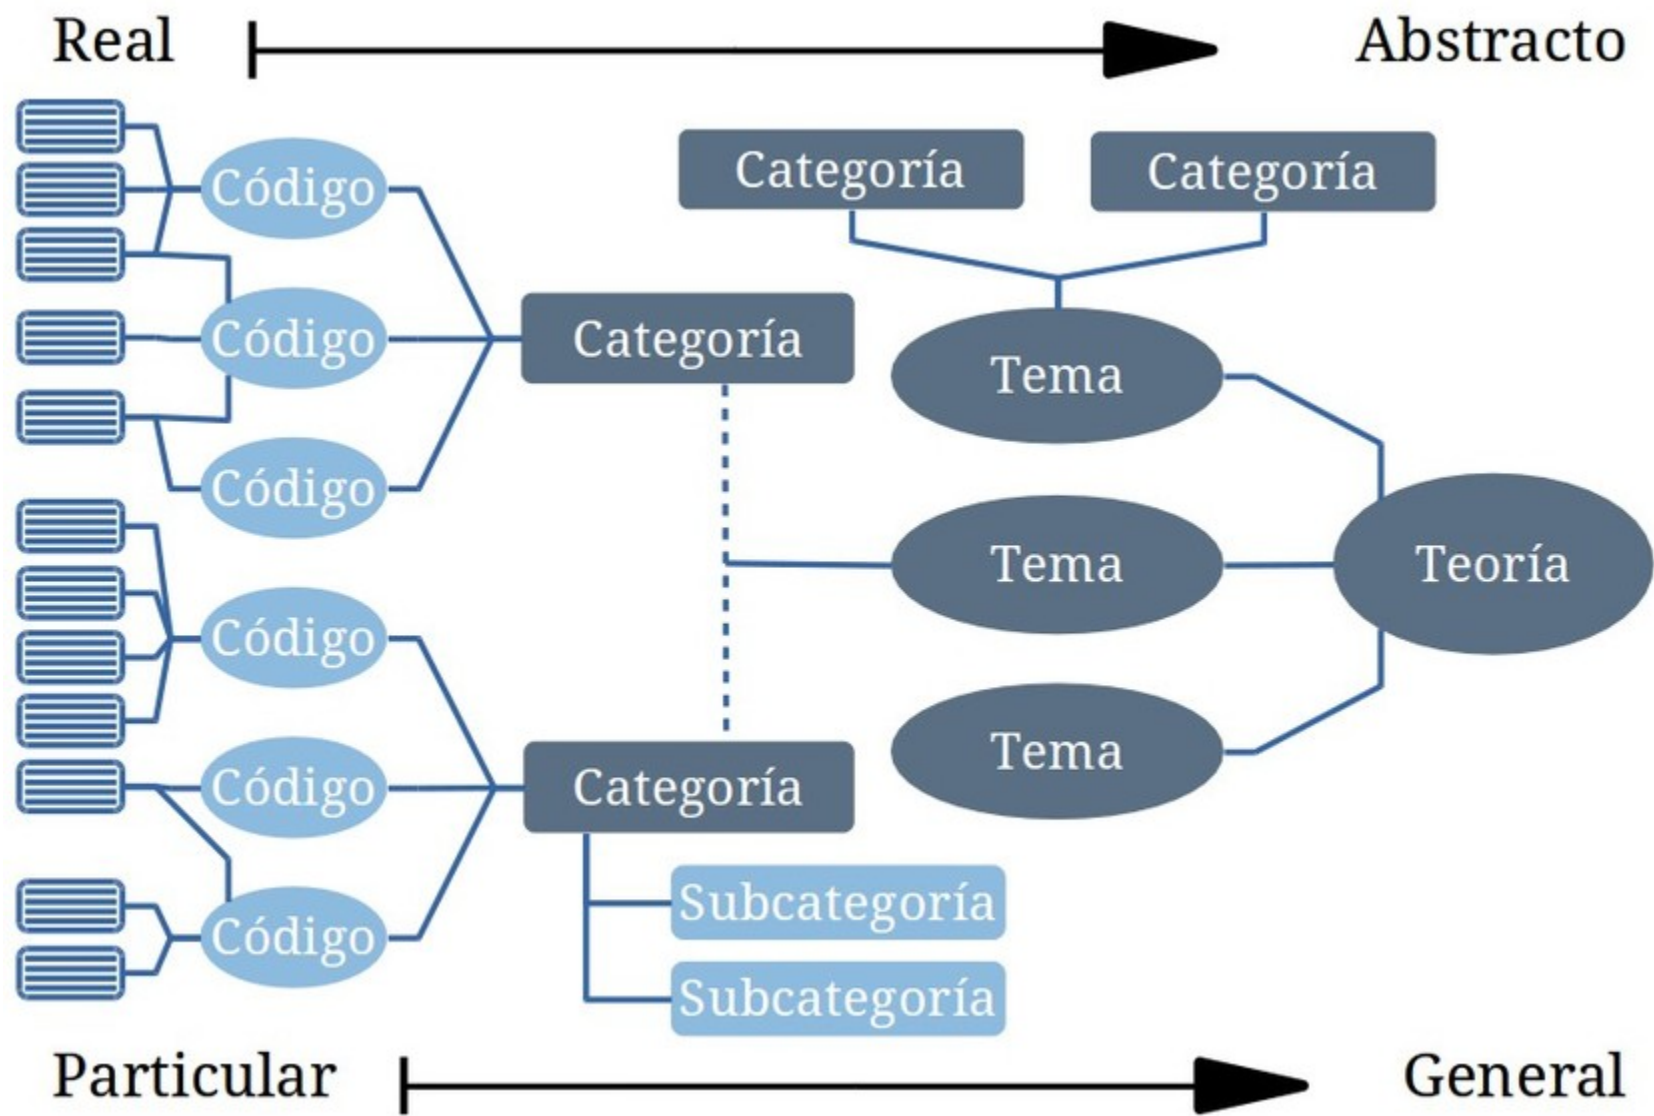 Real
Abstracto
Categoría
Categoría
Código
Código
Categoría
Tema
Código
Tema
Teoría
Código
Tema
Código
Categoría
Subcategoría
Código
Subcategoría
Particular
General